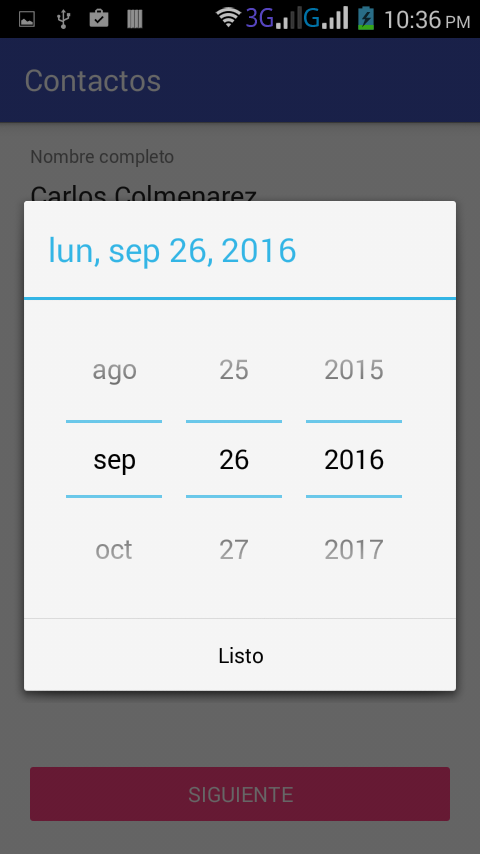 3G G 10:36 PM
Contactos
Nombre completo
Carlos Colmenarez
lun, sep 26, 2016
ago 25 2015
sep 26 2016
oct 27 2017
Listo
SIGUIENTE